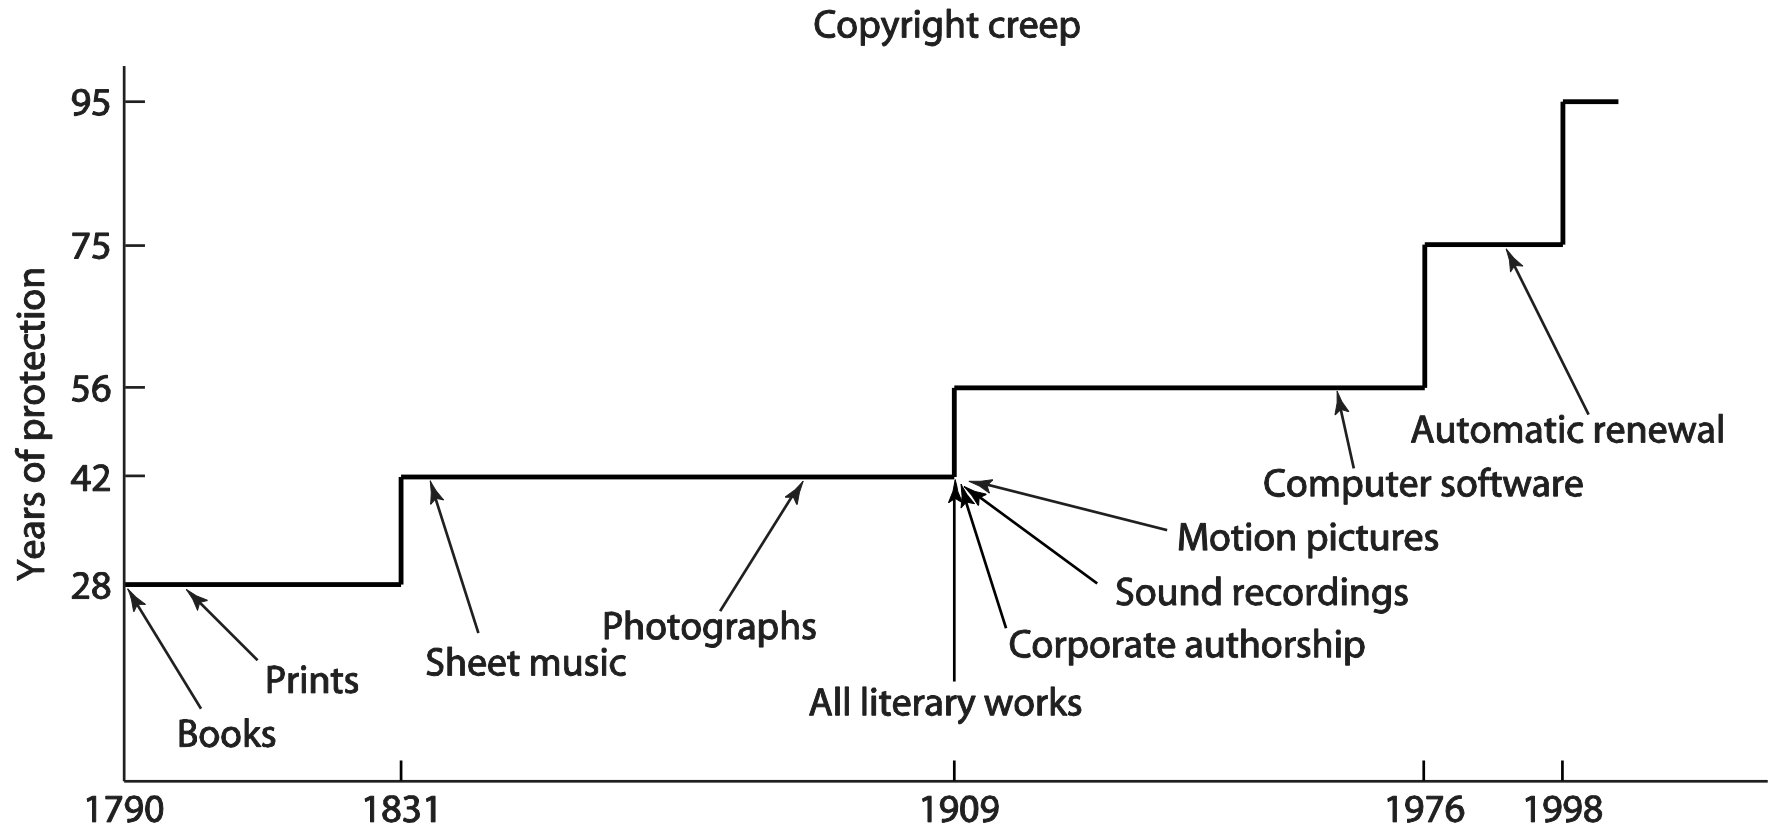 Copyright creep
Years of protection
95
75
56
42
28
Automatic renewal
Computer software
Motion pictures
Sound recordings
Photographs
Corporate authorship
Sheet music
Prints
All literary works
Books
1790
1831
1909
1976
1998